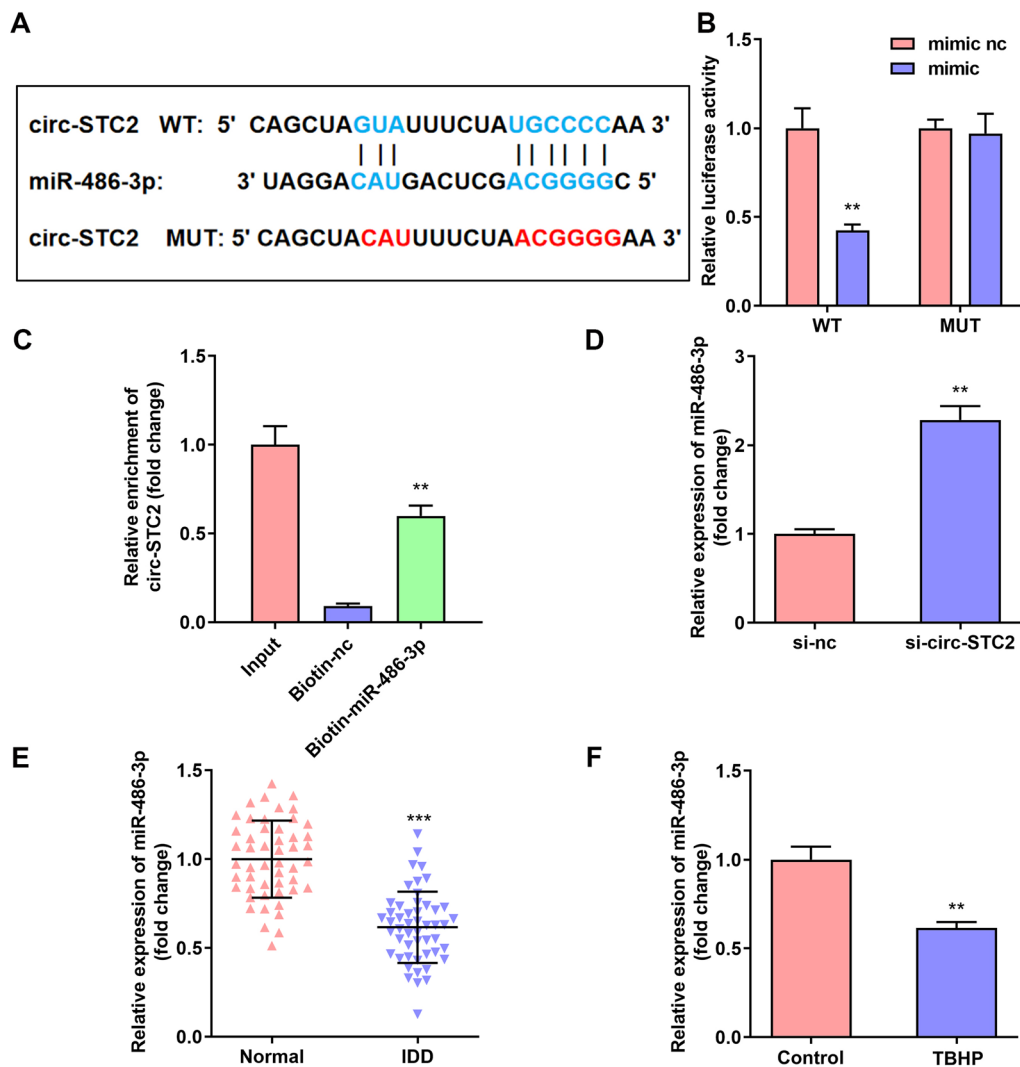 A
circ-STC2 WT: 5' CAGCUAGUAUUUCUAUGCCCCAA 3'
miR-486-3p: 3' UAGGACAUGACUCGACGGGGC 5'
circ-STC2 MUT: 5' CAGCUACAUUUUCUAACGGGGAA 3'
B
Relative luciferase activity
1.5
1.0
0.5
0.0
mimic nc
mimic
**
WT
MUT
C
Relative enrichment of
circ-STC2 (fold change)
1.5
1.0
0.5
0.0
**
Input
Biotin-nc
Biotin-miR-486-3p
D
Relative expression of miR-486-3p
(fold change)
3
2
1
0
**
si-nc
si-circ-STC2
E
Relative expression of miR-486-3p
(fold change)
1.5
1.0
0.5
0.0
***
Normal
IDD
F
Relative expression of miR-486-3p
(fold change)
1.5
1.0
0.5
0.0
**
Control
TBHP